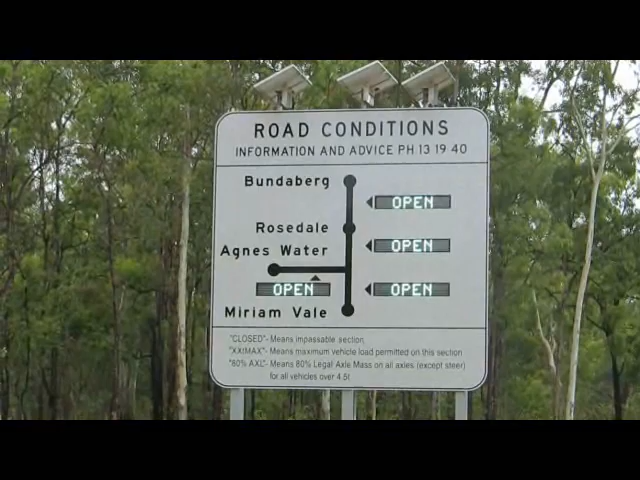 ROAD CONDITIONS
INFORMATION AND ADVICE PH 13 19 40
Bundaberg
OPEN
Rosedale
Agnes Water
OPEN
OPEN
OPEN
Miriam Vale
"CLOSED"- Means impassable section,
"XXtMAX"- Means maximum vehicle load permitted on this section
"80% AXL"- Means 80% Legal Axle Mass on all axles (except steer)
for all vehicles over 4.5t